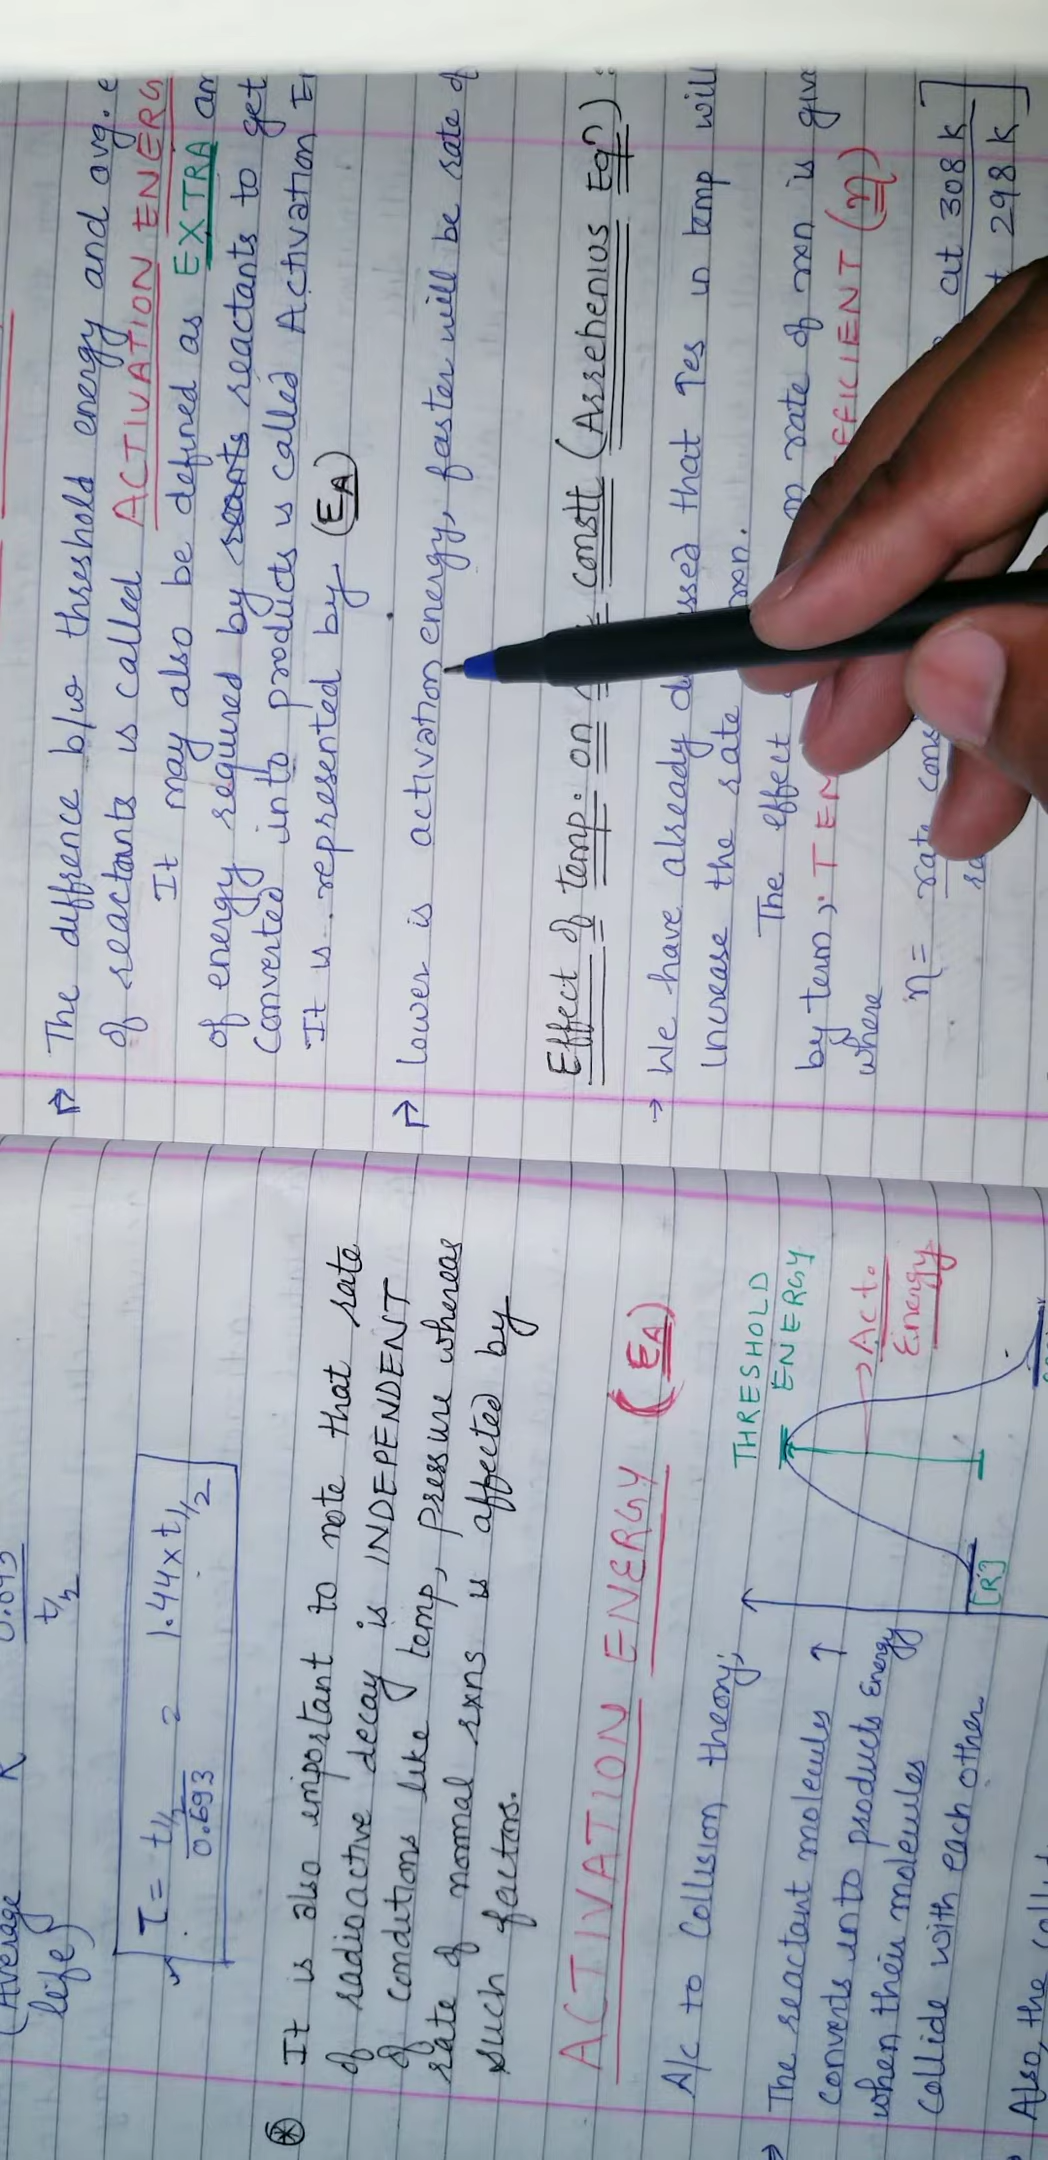 (Average life)
0.693
t1/2
τ = t1/2 / 0.693 = 1.44 × t1/2
It is also important to note that rate
of radioactive decay is INDEPENDENT
of conditions like temp, pressure whereas
rate of normal rxns is affected by
such factors.
ACTIVATION ENERGY (EA)
A/c to Collision theory;
→ The reactant molecules
converts into products
when their molecules
collide with each other
Also, the
↑ Energy
THRESHOLD
ENERGY
→ Act.
Energy
[R]
→ The diffrence b/w threshold energy and avg. e
of reactants is called ACTIVATION ENERG
It may also be defined as EXTRA am
of energy required by reactants to get
converted into products is called Activation E
It is represented by (EA)
→ lower is activation energy, faster will be rate of
Effect of temp. on constt (Arrehenius Eqn) :
→ We have already d ssed that ↑es in temp will
increase the rate rxn.
The effect on rate of rxn is give
by term, TEM EFFICIENT (η)
where
η = rate cons at 308 K
298 K